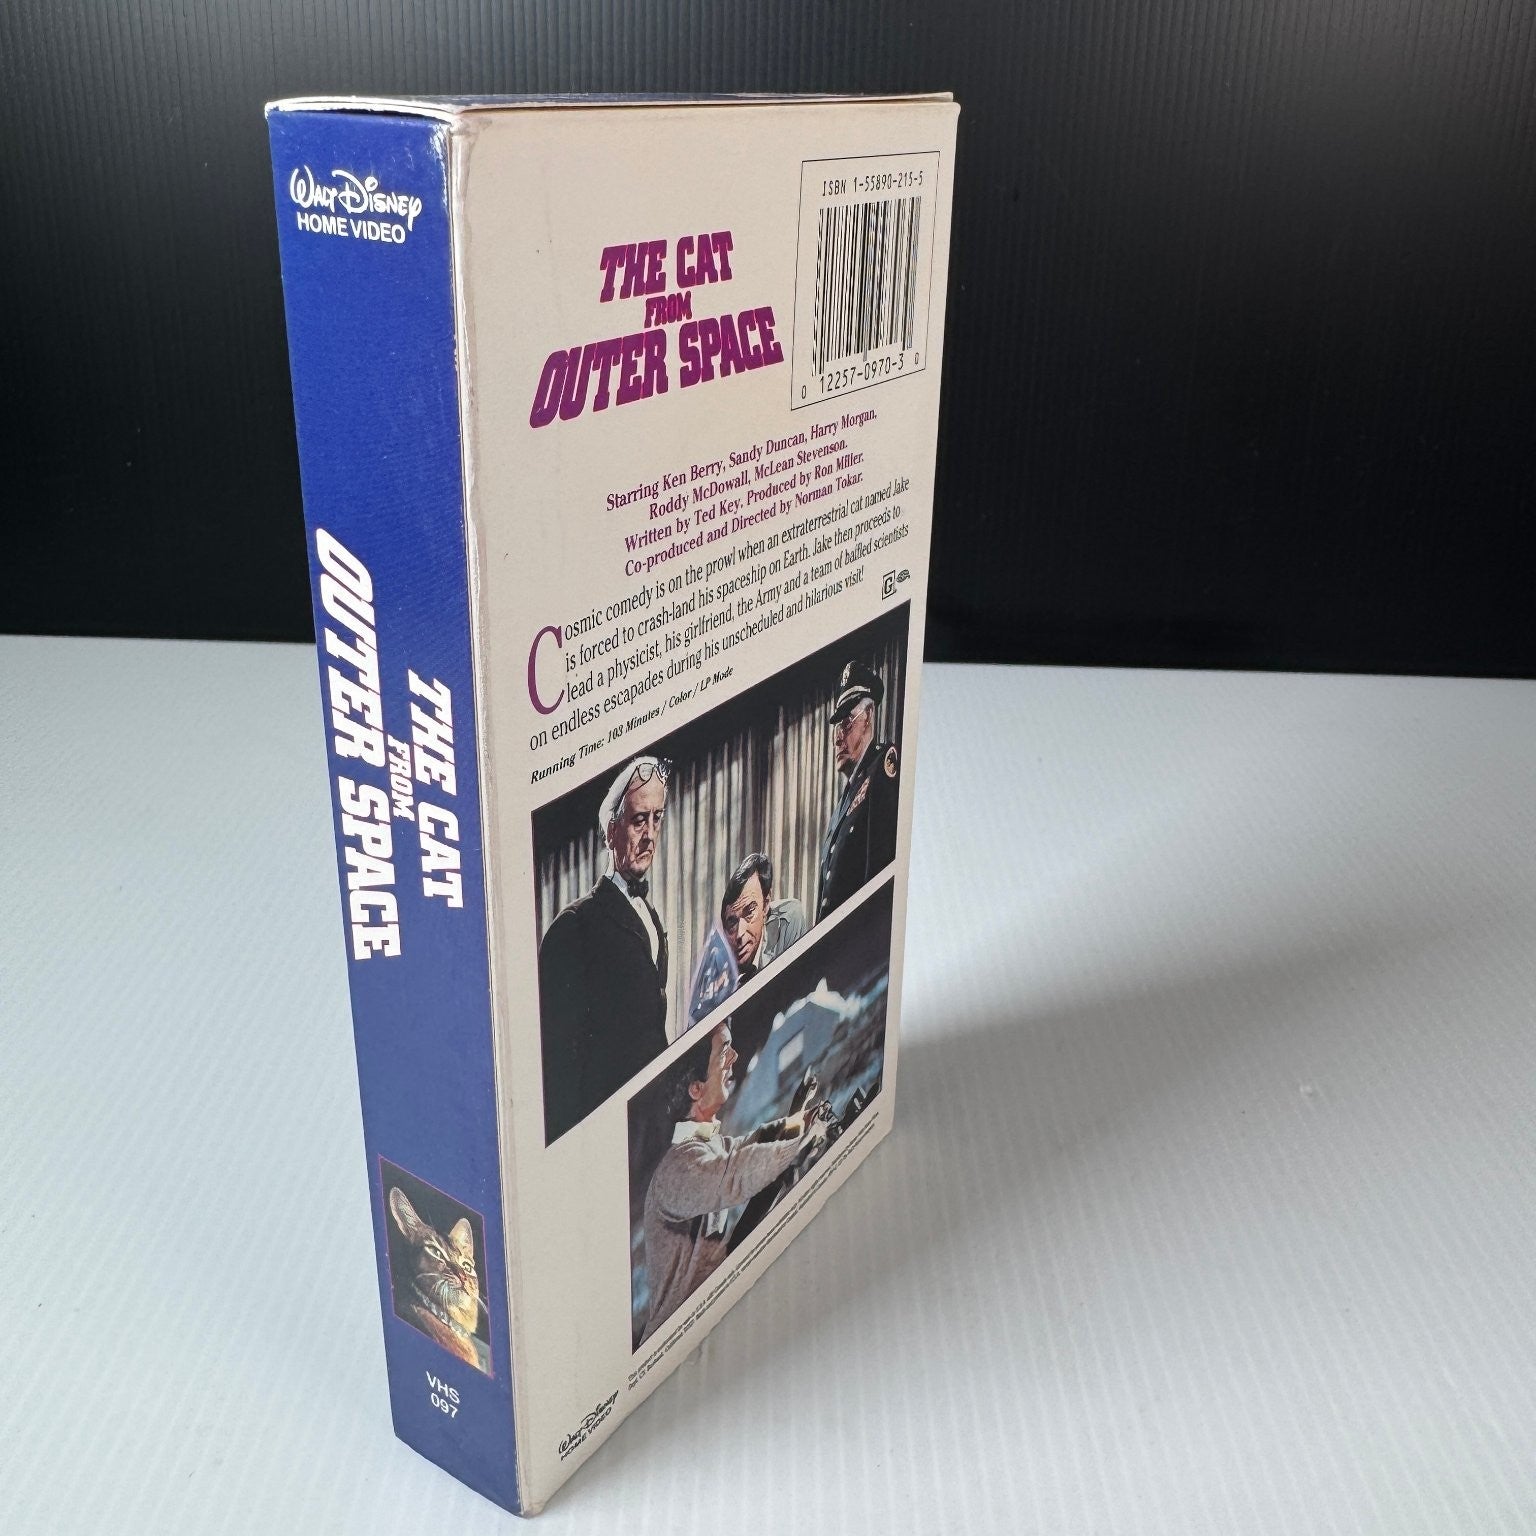 WALT DISNEY
HOME VIDEO
THE CAT
FROM
OUTER SPACE
VHS
097
ISBN 1-55890-215-5
0 12257-0970-3 0
THE CAT
FROM
OUTER SPACE
Starring Ken Berry, Sandy Duncan, Harry Morgan,
Roddy McDowall, McLean Stevenson.
Written by Ted Key. Produced by Ron Miller.
Co-produced and Directed by Norman Tokar.
Cosmic comedy is on the prowl when an extraterrestrial cat named Jake
is forced to crash-land his spaceship on Earth. Jake then proceeds to
lead a physicist, his girlfriend, the Army and a team of baffled scientists
on endless escapades during his unscheduled and hilarious visit!
G
Running Time: 103 Minutes / Color / LP Mode
WALT DISNEY
HOME VIDEO